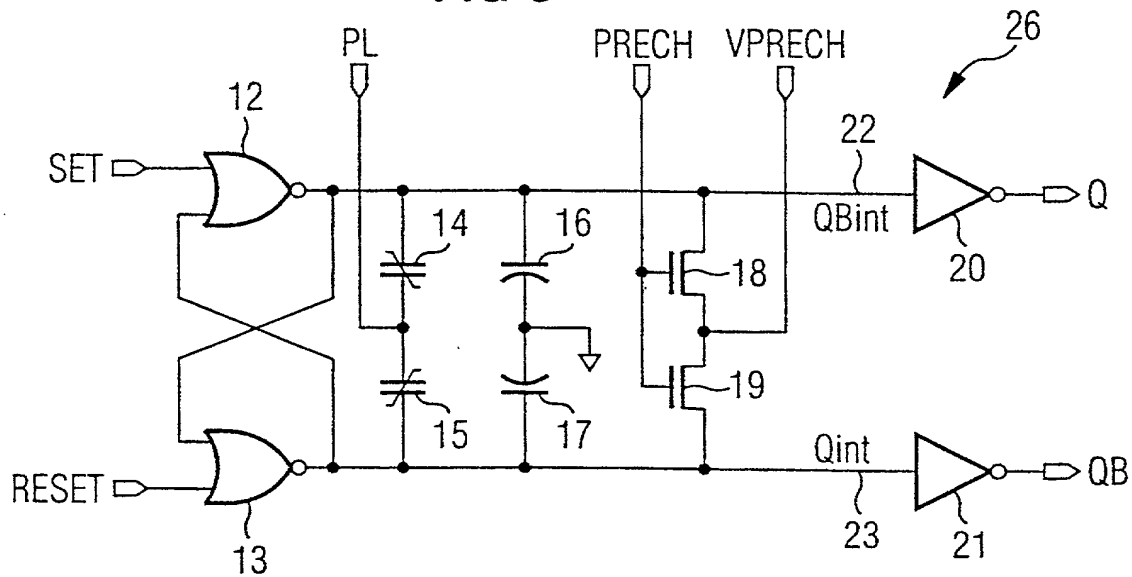 PL PRECH VPRECH 26
12
SET
22
14 16
QBint
Q
18
20
19
15 17
Qint
QB
RESET
23 21
13